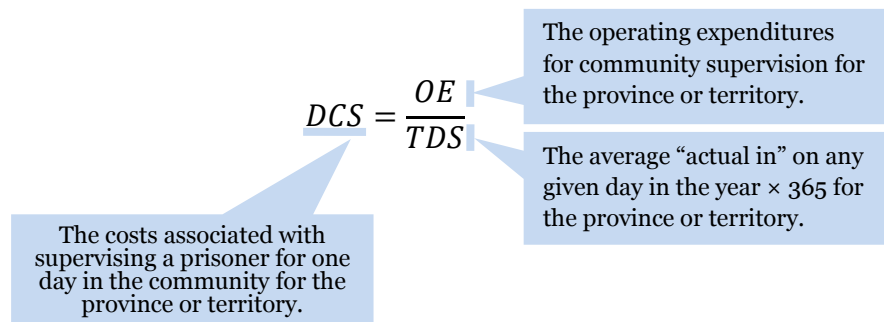 The operating expenditures
for community supervision for
the province or territory.
DCS = OE
TDS
The average “actual in” on any
given day in the year × 365 for
the province or territory.
The costs associated with
supervising a prisoner for one
day in the community for the
province or territory.